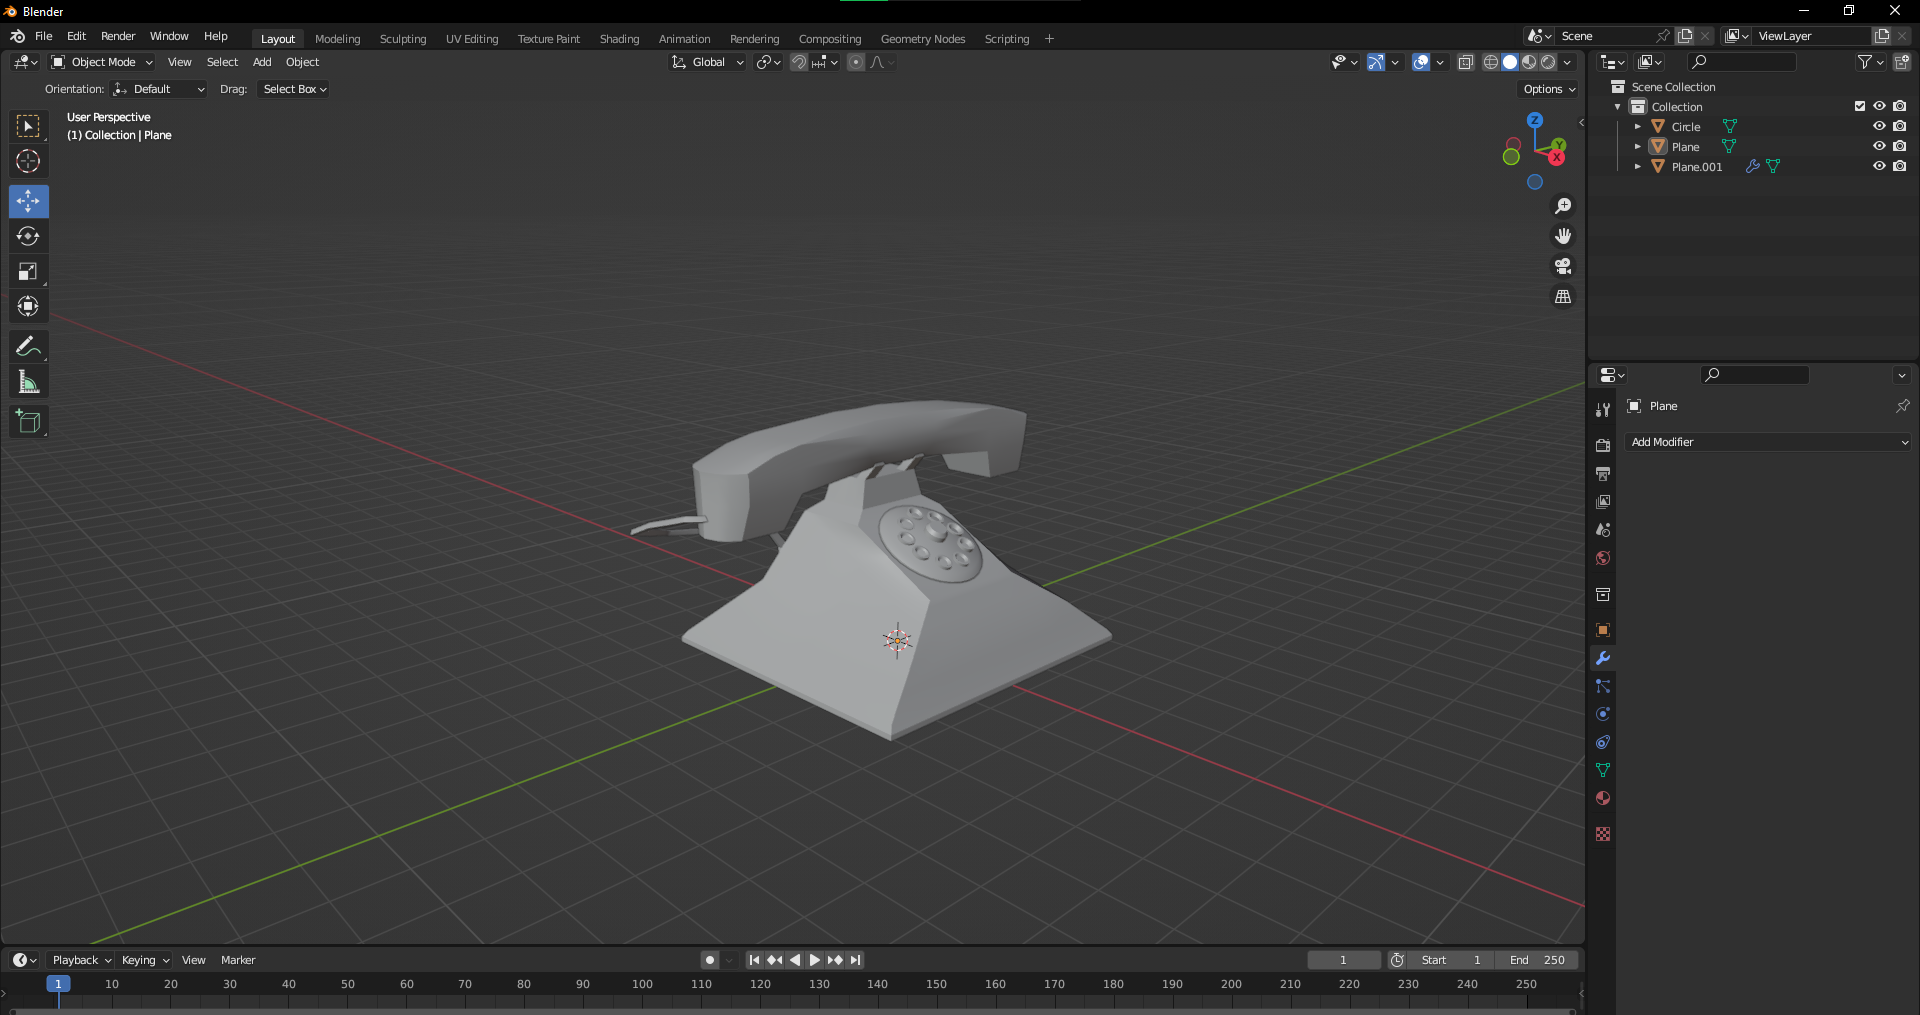 Blender
File Edit Render Window Help Layout Modeling Sculpting UV Editing Texture Paint Shading Animation Rendering Compositing Geometry Nodes Scripting + Scene ViewLayer
Object Mode View Select Add Object Global
Orientation: Default Drag: Select Box Options
User Perspective
(1) Collection | Plane
Z
Y
X
Scene Collection
Collection
Circle
Plane
Plane.001
Plane
Add Modifier
Playback Keying View Marker 1 Start 1 End 250
1 10 20 30 40 50 60 70 80 90 100 110 120 130 140 150 160 170 180 190 200 210 220 230 240 250